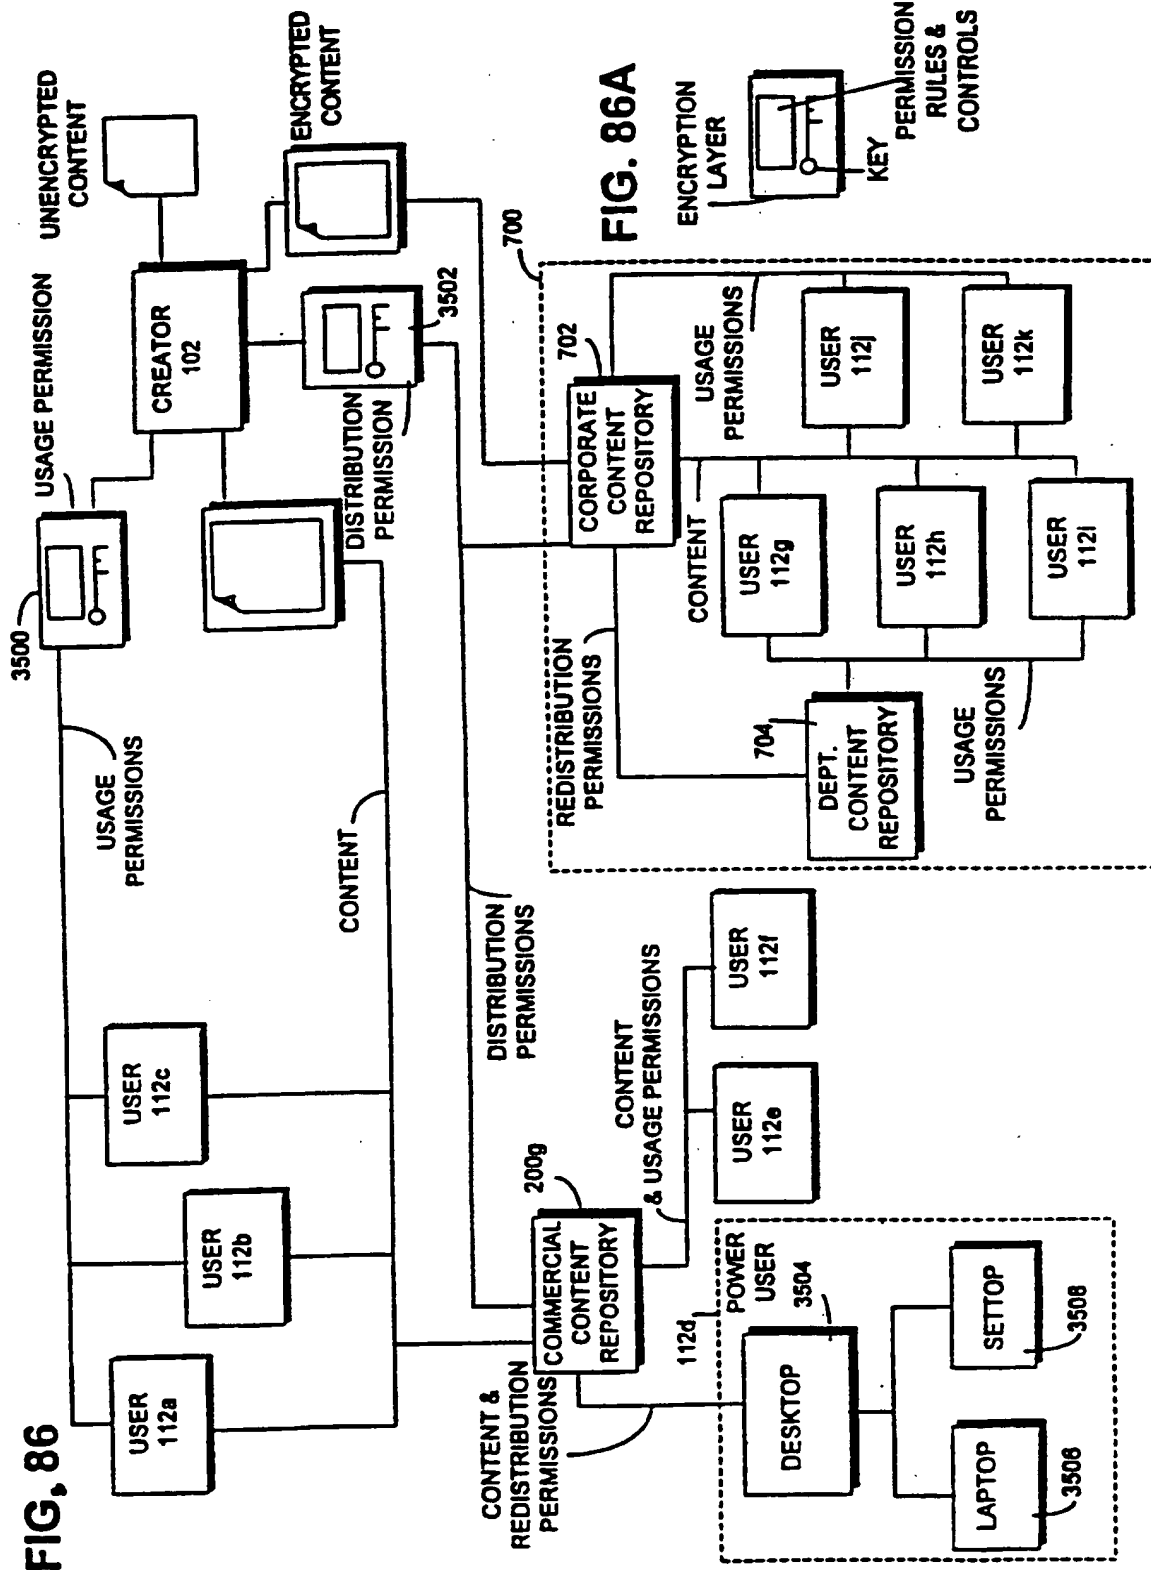 FIG, 86
3500
USAGE PERMISSION
UNENCRYPTED
CONTENT
CREATOR
102
ENCRYPTED
CONTENT
3502
DISTRIBUTION
PERMISSION
USAGE
PERMISSIONS
CONTENT
USER
112a
USER
112b
USER
112c
DISTRIBUTION
PERMISSIONS
COMMERCIAL
CONTENT
REPOSITORY
200g
CONTENT &
REDISTRIBUTION
PERMISSIONS
CONTENT
& USAGE PERMISSIONS
USER
112e
USER
112f
112d
POWER
USER
3504
DESKTOP
LAPTOP
3506
SETTOP
3508
700
702
CORPORATE
CONTENT
REPOSITORY
REDISTRIBUTION
PERMISSIONS
704
DEPT.
CONTENT
REPOSITORY
CONTENT
USAGE
PERMISSIONS
USER
112g
USER
112h
USER
112i
USAGE
PERMISSIONS
USER
112j
USER
112k
FIG. 86A
ENCRYPTION
LAYER
KEY
PERMISSION
RULES &
CONTROLS